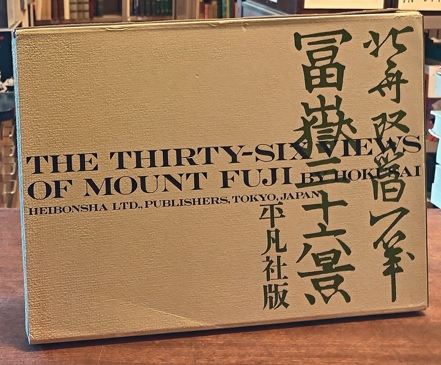 THE THIRTY-SIX VIEWS
OF MOUNT FUJI BY HOKUSAI
HEIBONSHA LTD., PUBLISHERS, TOKYO, JAPAN
北斎改為一筆
冨嶽三十六景
平凡社版